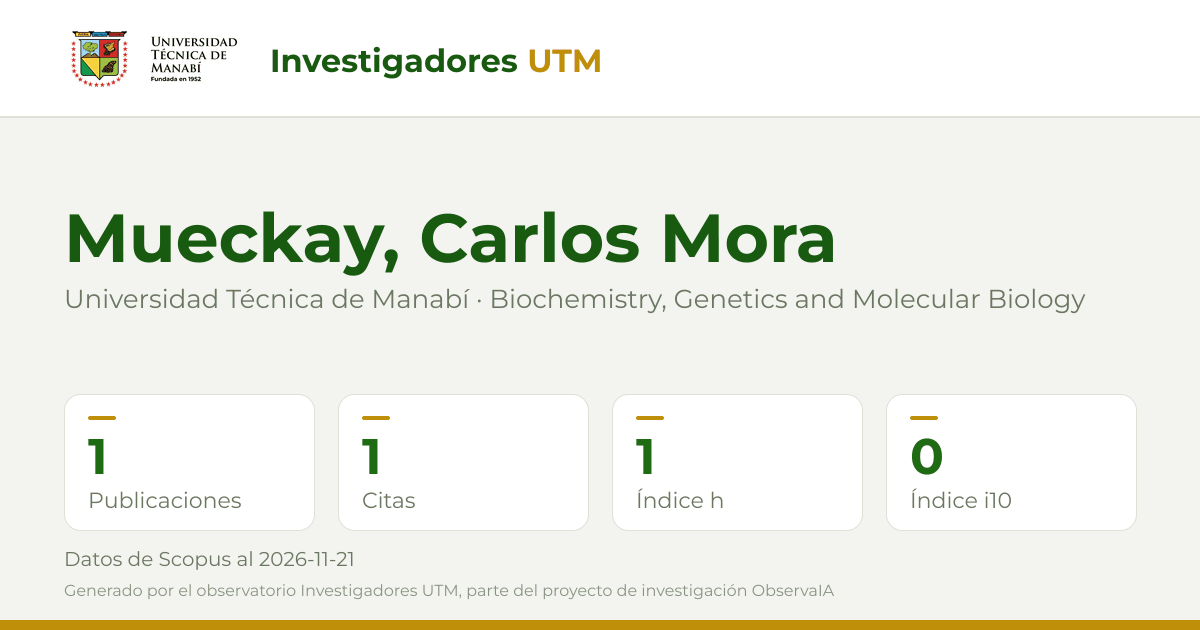 UNIVERSIDAD
TÉCNICA DE
MANABÍ
Fundada en 1952
Investigadores UTM
Mueckay, Carlos Mora
Universidad Técnica de Manabí · Biochemistry, Genetics and Molecular Biology
1
Publicaciones
1
Citas
1
Índice h
0
Índice i10
Datos de Scopus al 2026-11-21
Generado por el observatorio Investigadores UTM, parte del proyecto de investigación ObservaIA